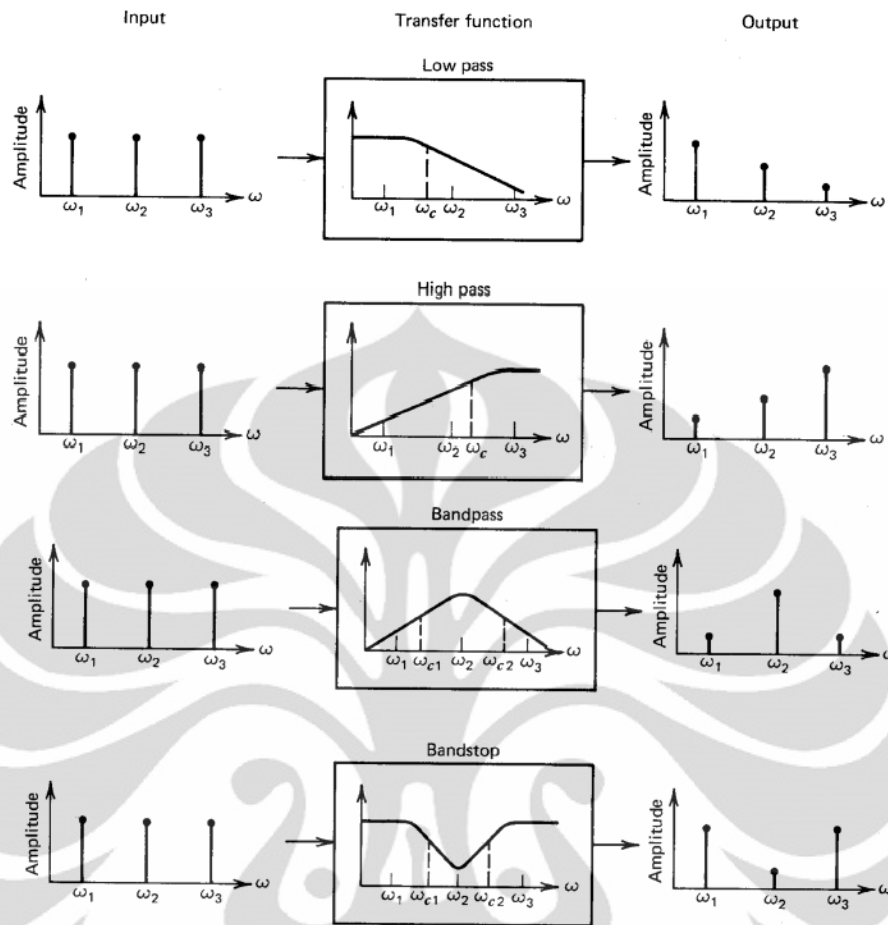 Input Transfer function Output
Low pass
Amplitude
ω1 ω2 ω3 ω
ω1 ωc ω2 ω3 ω
Amplitude
ω1 ω2 ω3 ω
High pass
Amplitude
ω1 ω2 ω3 ω
ω1 ω2 ωc ω3 ω
Amplitude
ω1 ω2 ω3 ω
Bandpass
Amplitude
ω1 ω2 ω3 ω
ω1 ωc1 ω2 ωc2 ω3 ω
Amplitude
ω1 ω2 ω3 ω
Bandstop
Amplitude
ω1 ω2 ω3 ω
ω1 ωc1 ω2 ωc2 ω3 ω
Amplitude
ω1 ω2 ω3 ω